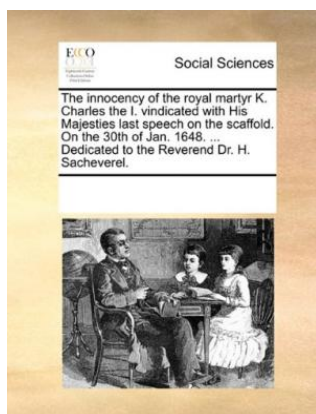 ECCO
Social Sciences
The innocency of the royal martyr K.
Charles the I. vindicated with His
Majesties last speech on the scaffold.
On the 30th of Jan. 1648. ...
Dedicated to the Reverend Dr. H.
Sacheverel.